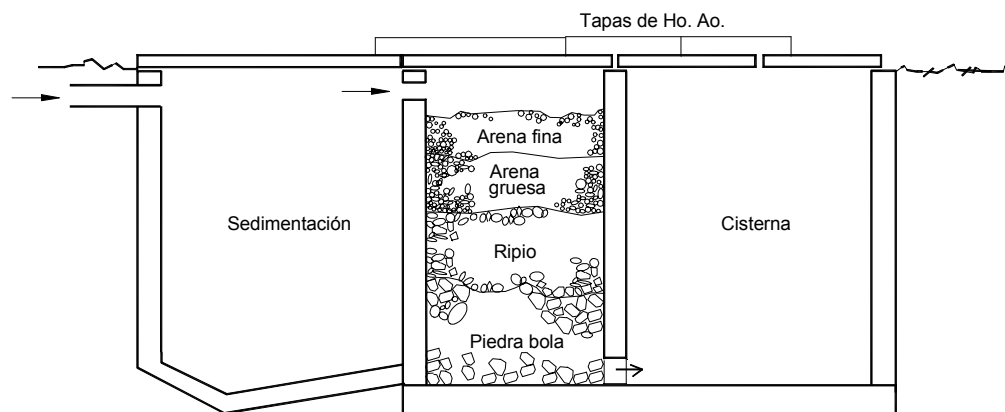 Tapas de Ho. Ao.
Arena fina
Arena
gruesa
Sedimentación
Ripio
Cisterna
Piedra bola